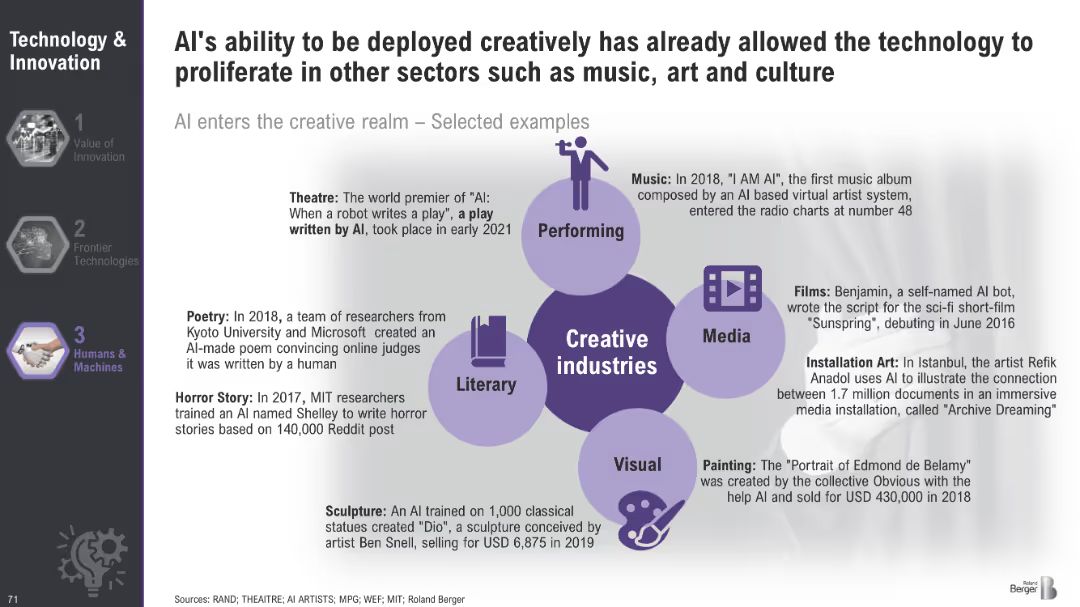 Technology &
Innovation
1
Value of
Innovation
2
Frontier
Technologies
3
Humans &
Machines
71
AI's ability to be deployed creatively has already allowed the technology to
proliferate in other sectors such as music, art and culture
AI enters the creative realm – Selected examples
Theatre: The world premier of "AI:
When a robot writes a play", a play
written by AI, took place in early 2021
Performing
Music: In 2018, "I AM AI", the first music album
composed by an AI based virtual artist system,
entered the radio charts at number 48
Poetry: In 2018, a team of researchers from
Kyoto University and Microsoft created an
AI-made poem convincing online judges
it was written by a human
Horror Story: In 2017, MIT researchers
trained an AI named Shelley to write horror
stories based on 140,000 Reddit post
Literary
Creative
industries
Media
Films: Benjamin, a self-named AI bot,
wrote the script for the sci-fi short-film
"Sunspring", debuting in June 2016
Installation Art: In Istanbul, the artist Refik
Anadol uses AI to illustrate the connection
between 1.7 million documents in an immersive
media installation, called "Archive Dreaming"
Visual
Painting: The "Portrait of Edmond de Belamy"
was created by the collective Obvious with the
help AI and sold for USD 430,000 in 2018
Sculpture: An AI trained on 1,000 classical
statues created "Dio", a sculpture conceived by
artist Ben Snell, selling for USD 6,875 in 2019
Sources: RAND; THEAITRE; AI ARTISTS; MPG; WEF; MIT; Roland Berger
Roland
Berger